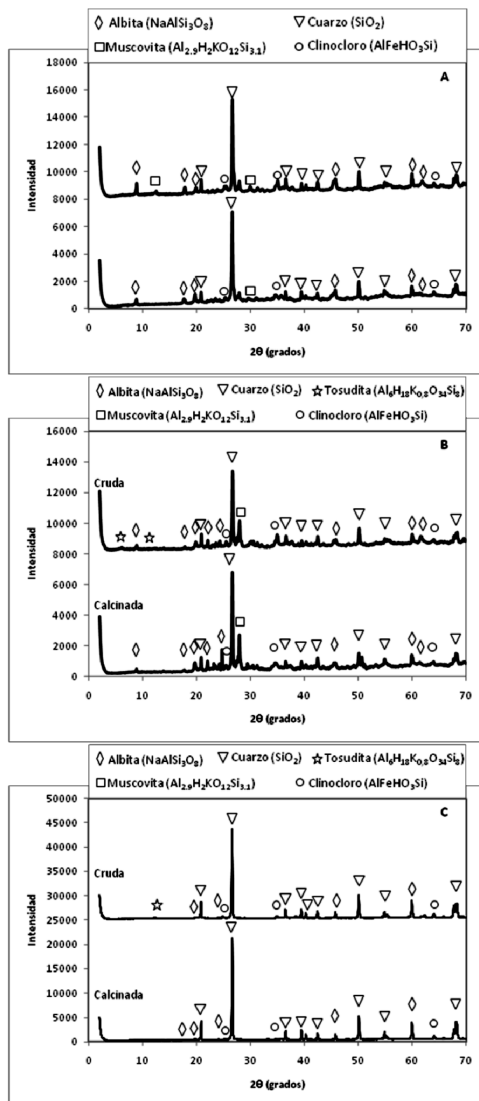 ◇ Albita (NaAlSi₃O₈) ▽ Cuarzo (SiO₂)
□ Muscovita (Al₂.₉H₂KO₁₂Si₃.₁) ○ Clinocloro (AlFeHO₃Si)
A
Intensidad
18000
16000
14000
12000
10000
8000
6000
4000
2000
0
0 10 20 30 40 50 60 70
2θ (grados)
◇ Albita (NaAlSi₃O₈) ▽ Cuarzo (SiO₂) ☆ Tosudita (Al₆H₁₈K₀,₈O₃₄Si₈)
□ Muscovita (Al₂.₉H₂KO₁₂Si₃.₁) ○ Clinocloro (AlFeHO₃Si)
B
Intensidad
16000
14000
12000
10000
8000
6000
4000
2000
0
Cruda
Calcinada
0 10 20 30 40 50 60 70
2θ (grados)
◇ Albita (NaAlSi₃O₈) ▽ Cuarzo (SiO₂) ☆ Tosudita (Al₆H₁₈K₀,₈O₃₄Si₈)
□ Muscovita (Al₂.₉H₂KO₁₂Si₃.₁) ○ Clinocloro (AlFeHO₃Si)
C
Intensidad
50000
45000
40000
35000
30000
25000
20000
15000
10000
5000
0
Cruda
Calcinada
0 10 20 30 40 50 60 70
2θ (grados)